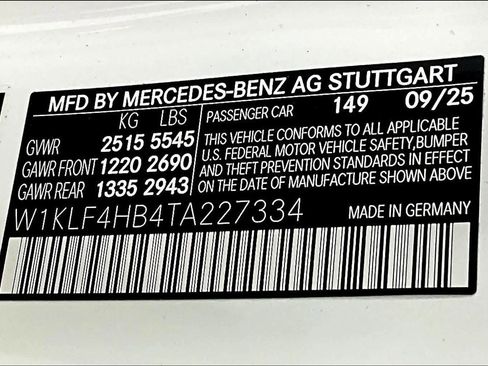 MFD BY MERCEDES-BENZ AG STUTTGART
KG LBS
GVWR 2515 5545
GAWR FRONT 1220 2690
GAWR REAR 1335 2943
PASSENGER CAR 149 09/25
THIS VEHICLE CONFORMS TO ALL APPLICABLE
U.S. FEDERAL MOTOR VEHICLE SAFETY,BUMPER
AND THEFT PREVENTION STANDARDS IN EFFECT
ON THE DATE OF MANUFACTURE SHOWN ABOVE
W1KLF4HB4TA227334 MADE IN GERMANY